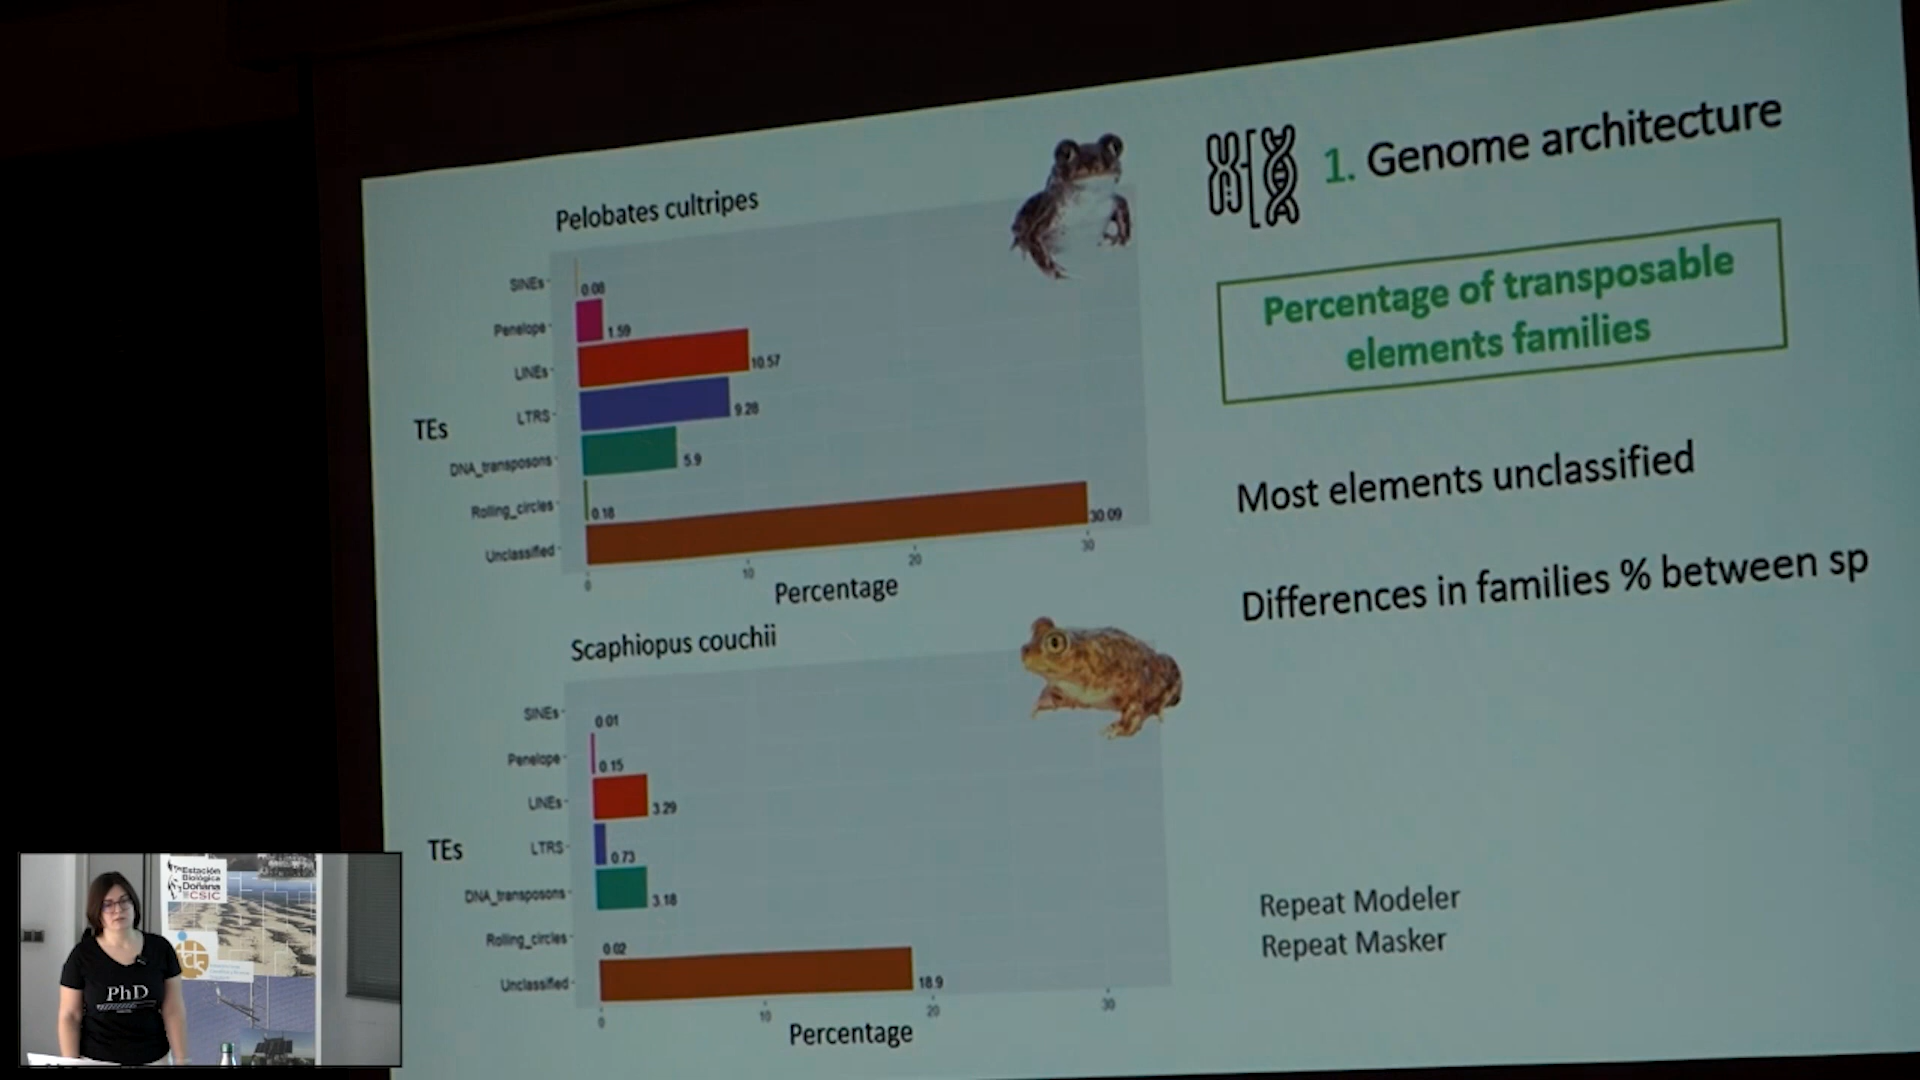 1. Genome architecture
Percentage of transposable
elements families
Most elements unclassified
Differences in families % between sp
Repeat Modeler
Repeat Masker
Pelobates cultripes
TEs
SINEs
0.08
Penelope
1.59
LINEs
10.57
LTRS
9.28
DNA_transposons
5.9
Rolling_circles
0.18
Unclassified
30.09
0 10 20 30
Percentage
Scaphiopus couchii
TEs
SINEs
0.01
Penelope
0.15
LINEs
3.29
LTRS
0.73
DNA_transposons
3.18
Rolling_circles
0.02
Unclassified
18.9
0 10 20 30
Percentage
Estación
Biológica
Doñana
CSIC
PhD